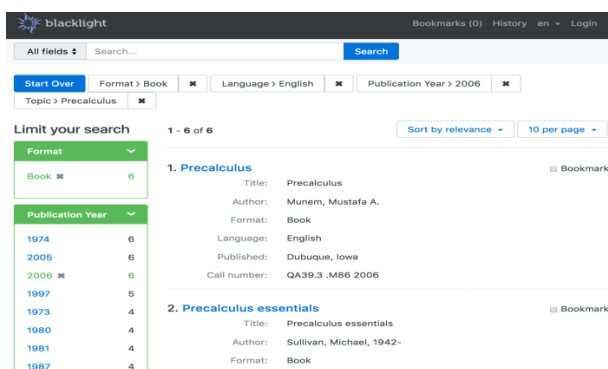 blacklight
Bookmarks (0) History en Login
All fields Search... Search
Start Over Format > Book ✖ Language > English ✖ Publication Year > 2006 ✖
Topic > Precalculus ✖
Limit your search
1 - 6 of 6 Sort by relevance 10 per page
Format
Book ✖ 6
Publication Year
1974 6
2005 6
2006 ✖ 6
1997 5
1973 4
1980 4
1981 4
1987 4
1. Precalculus Bookmark
Title: Precalculus
Author: Munem, Mustafa A.
Format: Book
Language: English
Published: Dubuque, Iowa
Call number: QA39.3 .M86 2006
2. Precalculus essentials Bookmark
Title: Precalculus essentials
Author: Sullivan, Michael, 1942-
Format: Book